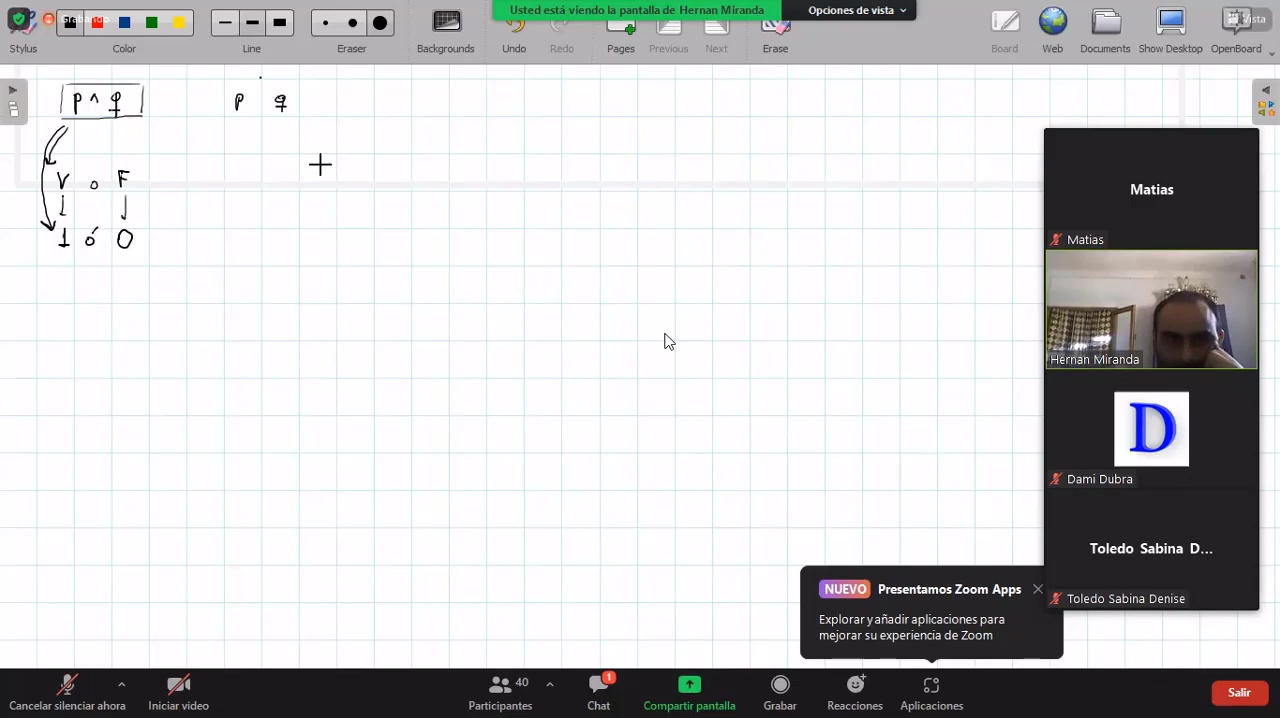 Usted está viendo la pantalla de Hernan Miranda
Opciones de vista
Grabando
Vista
Stylus
Color
Line
Eraser
Backgrounds
Undo
Redo
Pages
Previous
Next
Erase
Board
Web
Documents
Show Desktop
OpenBoard
p ^ q
p q
V o F
1 ó 0
Matias
Matias
Hernan Miranda
D
Dami Dubra
Toledo Sabina D...
Toledo Sabina Denise
NUEVO Presentamos Zoom Apps
Explorar y añadir aplicaciones para
mejorar su experiencia de Zoom
40
1
Cancelar silenciar ahora
Iniciar video
Participantes
Chat
Compartir pantalla
Grabar
Reacciones
Aplicaciones
Salir